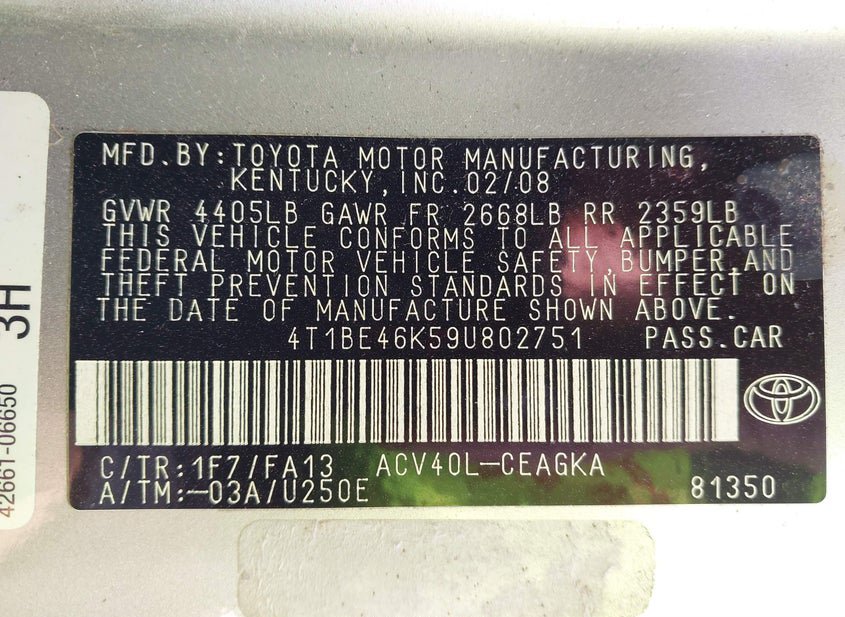 MFD.BY:TOYOTA MOTOR MANUFACTURING,
KENTUCKY,INC.02/08
GVWR 4405LB GAWR FR 2668LB RR 2359LB
THIS VEHICLE CONFORMS TO ALL APPLICABLE
FEDERAL MOTOR VEHICLE SAFETY,BUMPER,AND
THEFT PREVENTION STANDARDS IN EFFECT ON
THE DATE OF MANUFACTURE SHOWN ABOVE.
4T1BE46K59U802751 PASS.CAR
C/TR:1F7/FA13 ACV40L-CEAGKA
A/TM:-03A/U250E 81350
42661-06650 3H